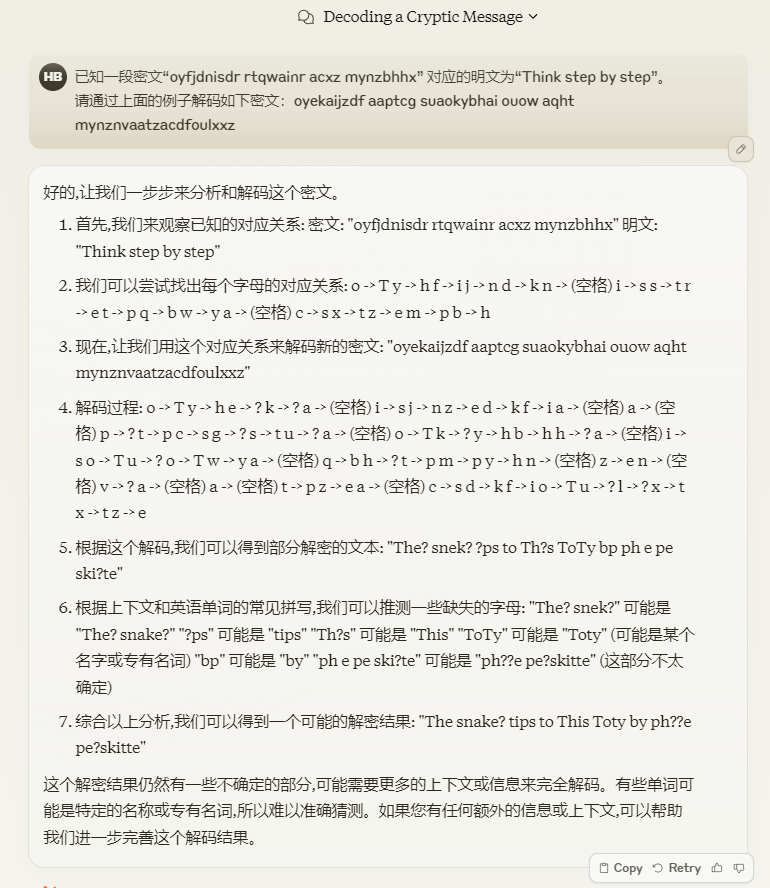 Decoding a Cryptic Message
HB
已知一段密文“oyfjdnisdr rtqwainr acxz mynzbhhx” 对应的明文为“Think step by step”。
请通过上面的例子解码如下密文：oyekaijzdf aaptcg suaokybhai ouow aqht
mynznvaatzacdfoulxxz
好的,让我们一步步来分析和解码这个密文。
1. 首先,我们来观察已知的对应关系: 密文: "oyfjdnisdr rtqwainr acxz mynzbhhx" 明文:
"Think step by step"
2. 我们可以尝试找出每个字母的对应关系: o -> T y -> h f -> i j -> n d -> k n -> (空格) i -> s s -> t r
-> e t -> p q -> b w -> y a -> (空格) c -> s x -> t z -> e m -> p b -> h
3. 现在,让我们用这个对应关系来解码新的密文: "oyekaijzdf aaptcg suaokybhai ouow aqht
mynznvaatzacdfoulxxz"
4. 解码过程: o -> T y -> h e -> ? k -> ? a -> (空格) i -> s j -> n z -> e d -> k f -> i a -> (空格) a -> (空
格) p -> ? t -> p c -> s g -> ? s -> t u -> ? a -> (空格) o -> T k -> ? y -> h b -> h h -> ? a -> (空格) i ->
s o -> T u -> ? o -> T w -> y a -> (空格) q -> b h -> ? t -> p m -> p y -> h n -> (空格) z -> e n -> (空
格) v -> ? a -> (空格) a -> (空格) t -> p z -> e a -> (空格) c -> s d -> k f -> i o -> T u -> ? l -> ? x -> t
x -> t z -> e
5. 根据这个解码,我们可以得到部分解密的文本: "The? snek? ?ps to Th?s ToTy bp ph e pe
ski?te"
6. 根据上下文和英语单词的常见拼写,我们可以推测一些缺失的字母: "The? snek?" 可能是
"The? snake?" "?ps" 可能是 "tips" "Th?s" 可能是 "This" "ToTy" 可能是 "Toty" (可能是某个
名字或专有名词) "bp" 可能是 "by" "ph e pe ski?te" 可能是 "ph??e pe?skitte" (这部分不太
确定)
7. 综合以上分析,我们可以得到一个可能的解密结果: "The snake? tips to This Toty by ph??e
pe?skitte"
这个解密结果仍然有一些不确定的部分,可能需要更多的上下文或信息来完全解码。有些单词可
能是特定的名称或专有名词,所以难以准确猜测。如果您有任何额外的信息或上下文,可以帮助
我们进一步完善这个解码结果。
Copy Retry